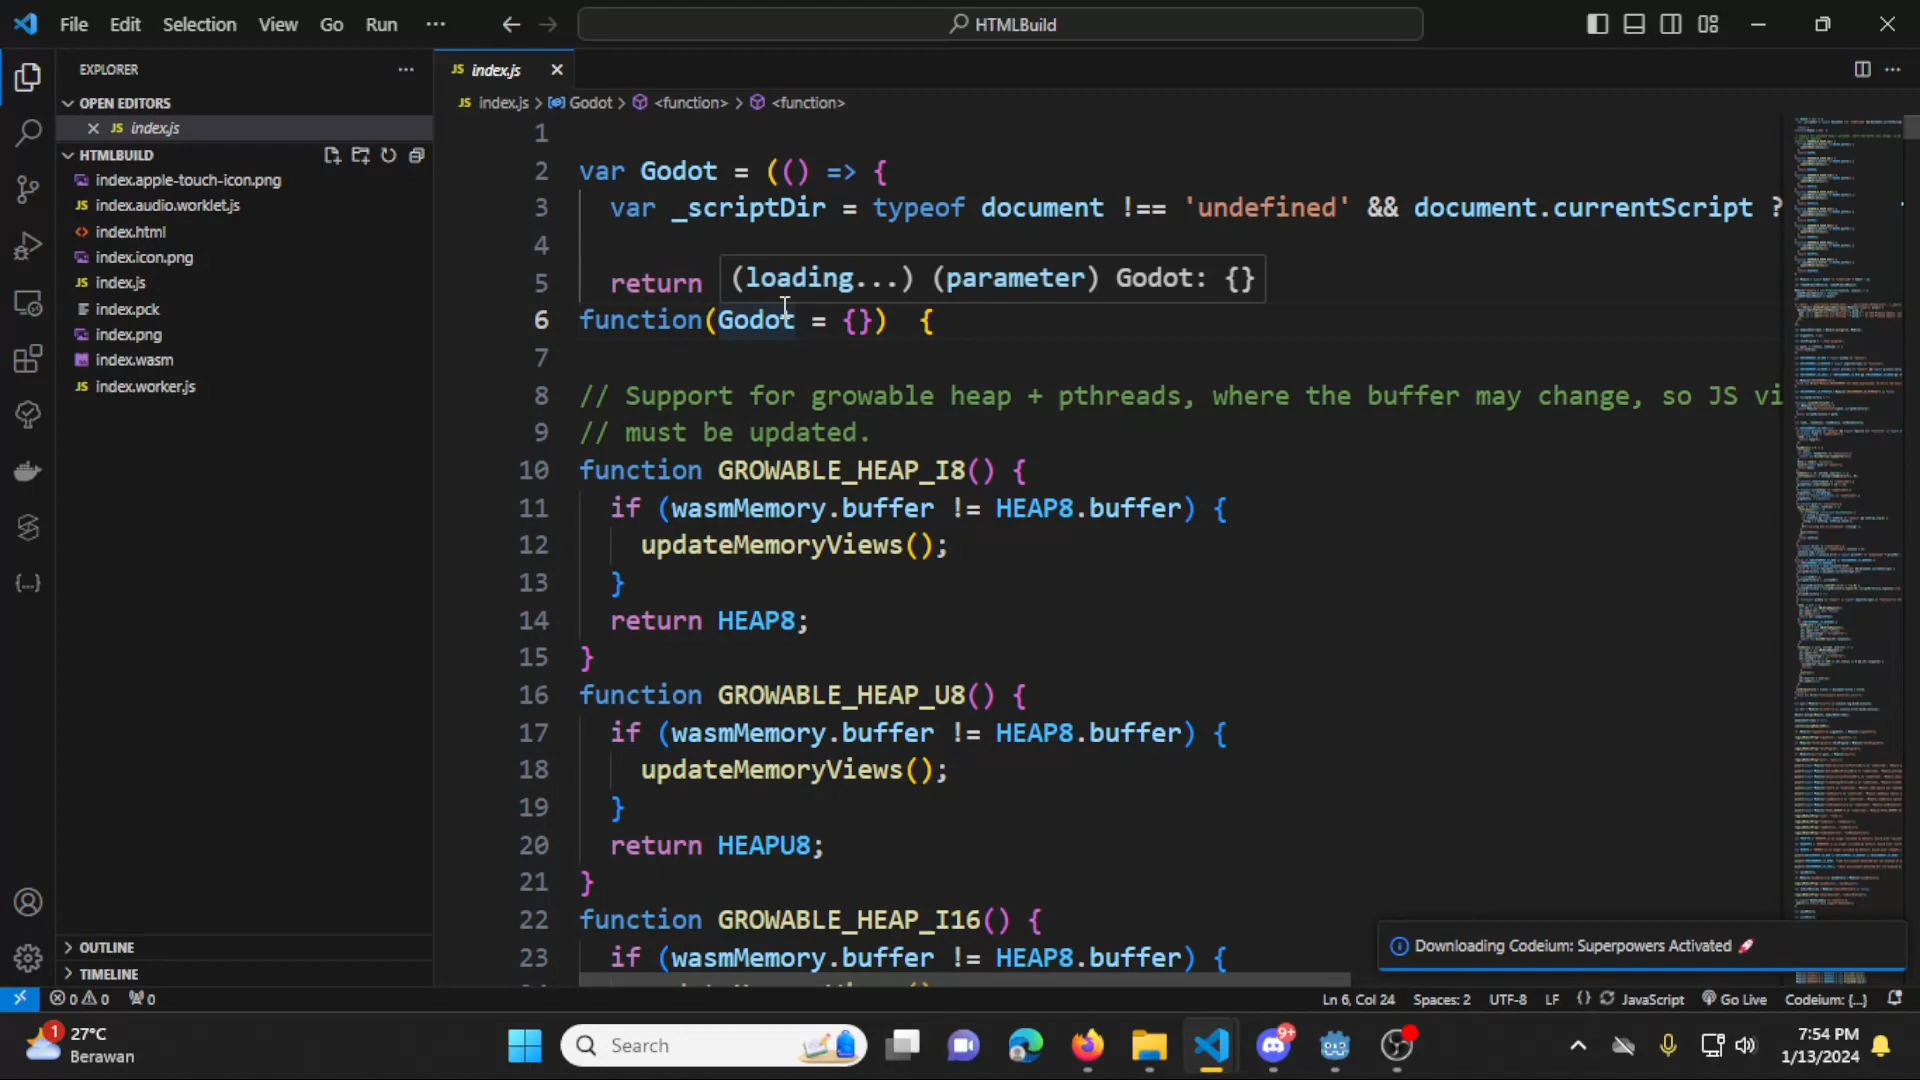 File Edit Selection View Go Run ··· HTMLBuild
EXPLORER ···
OPEN EDITORS
JS index.js
HTMLBUILD
index.apple-touch-icon.png
JS index.audio.worklet.js
index.html
index.icon.png
JS index.js
index.pck
index.png
index.wasm
JS index.worker.js
OUTLINE
TIMELINE
JS index.js
JS index.js > Godot > <function> > <function>
1
2 var Godot = (() => {
3 var _scriptDir = typeof document !== 'undefined' && document.currentScript ?
4
(loading...) (parameter) Godot: {}
5 return
6 function(Godot = {}) {
7
8 // Support for growable heap + pthreads, where the buffer may change, so JS vi
9 // must be updated.
10 function GROWABLE_HEAP_I8() {
11 if (wasmMemory.buffer != HEAP8.buffer) {
12 updateMemoryViews();
13 }
14 return HEAP8;
15 }
16 function GROWABLE_HEAP_U8() {
17 if (wasmMemory.buffer != HEAP8.buffer) {
18 updateMemoryViews();
19 }
20 return HEAPU8;
21 }
22 function GROWABLE_HEAP_I16() {
23 if (wasmMemory.buffer != HEAP8.buffer) {
Downloading Codeium: Superpowers Activated 🚀
0 0 0 Ln 6, Col 24 Spaces: 2 UTF-8 LF {} JavaScript Go Live Codeium: {...}
1 27°C
Berawan
Search
9+
7:54 PM
1/13/2024